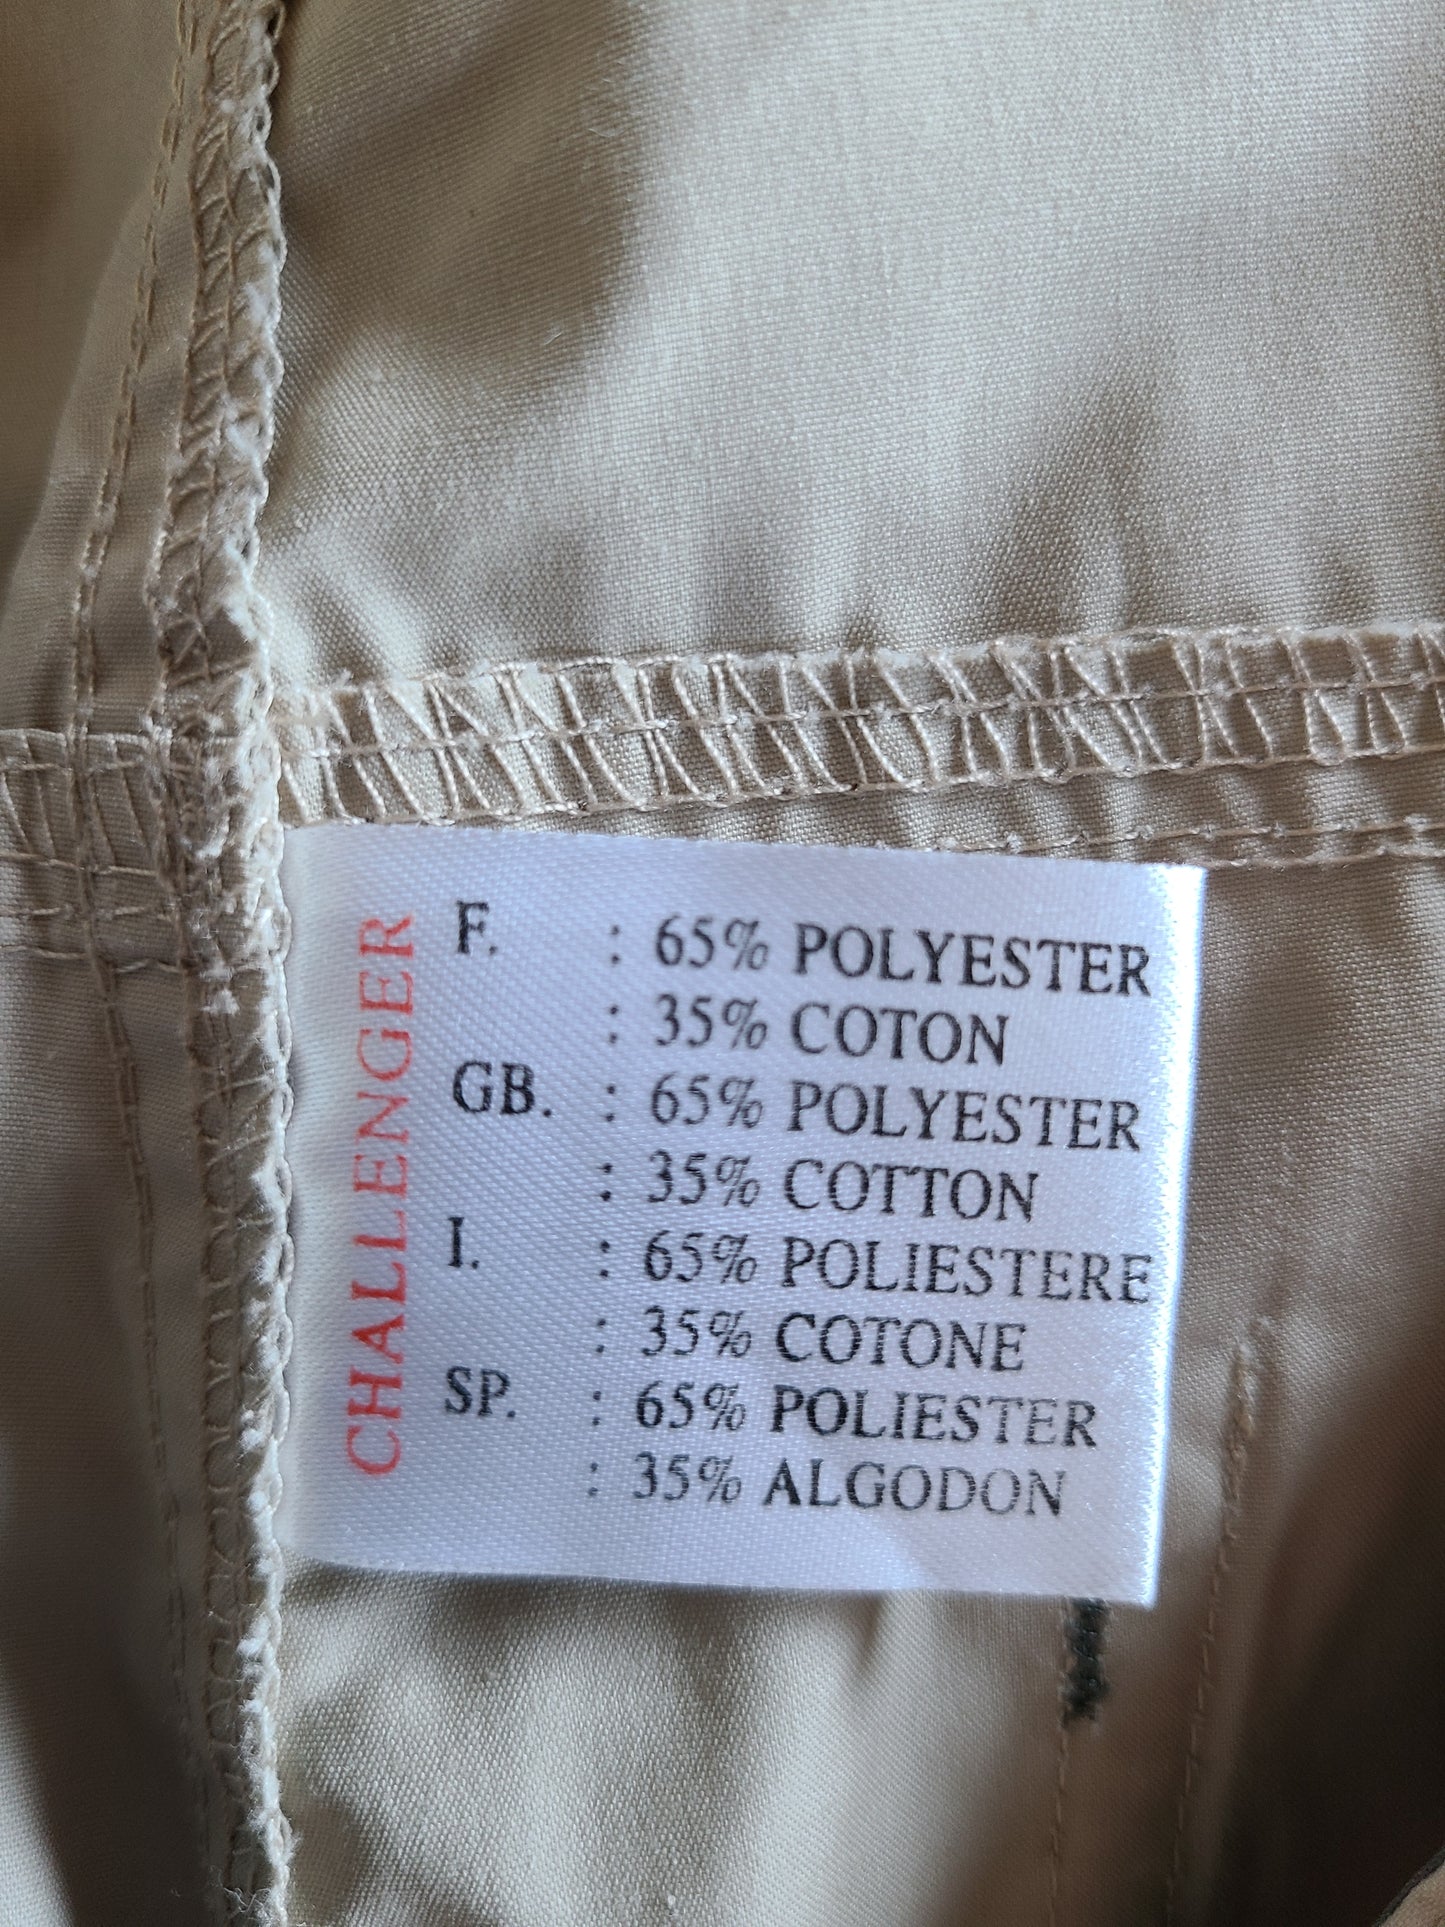 CHALLENGER
F. : 65% POLYESTER
: 35% COTON
GB. : 65% POLYESTER
: 35% COTTON
I. : 65% POLIESTERE
: 35% COTONE
SP. : 65% POLIESTER
: 35% ALGODON